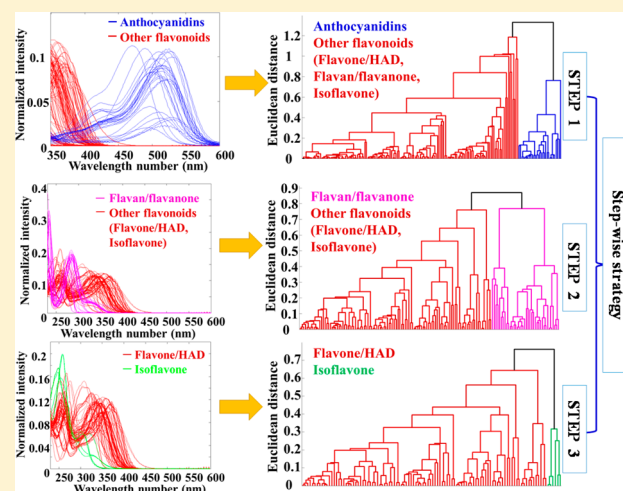 Anthocyanidins
Other flavonoids
Normalized intensity
0.1
0.05
0
350
400
450
500
550
600
Wavelength number (nm)
Euclidean distance
1.2
1
0.8
0.6
0.4
0.2
0
Anthocyanidins
Other flavonoids
(Flavone/HAD,
Flavan/flavanone,
Isoflavone)
STEP 1
Flavan/flavanone
Other flavonoids
(Flavone/HAD,
Isoflavone)
Normalized intensity
0.4
0.3
0.2
0.1
250
300
350
400
450
500
550
600
Wavelength number (nm)
Euclidean distance
0.9
0.8
0.7
0.6
0.5
0.4
0.3
0.2
0.1
0
Flavan/flavanone
Other flavonoids
(Flavone/HAD,
Isoflavone)
STEP 2
Flavone/HAD
Isoflavone
Normalized intensity
0.2
0.16
0.12
0.08
0.04
250
300
350
400
450
500
550
600
Wavelength number (nm)
Euclidean distance
0.7
0.6
0.5
0.4
0.3
0.2
0.1
0
Flavone/HAD
Isoflavone
STEP 3
Step-wise strategy